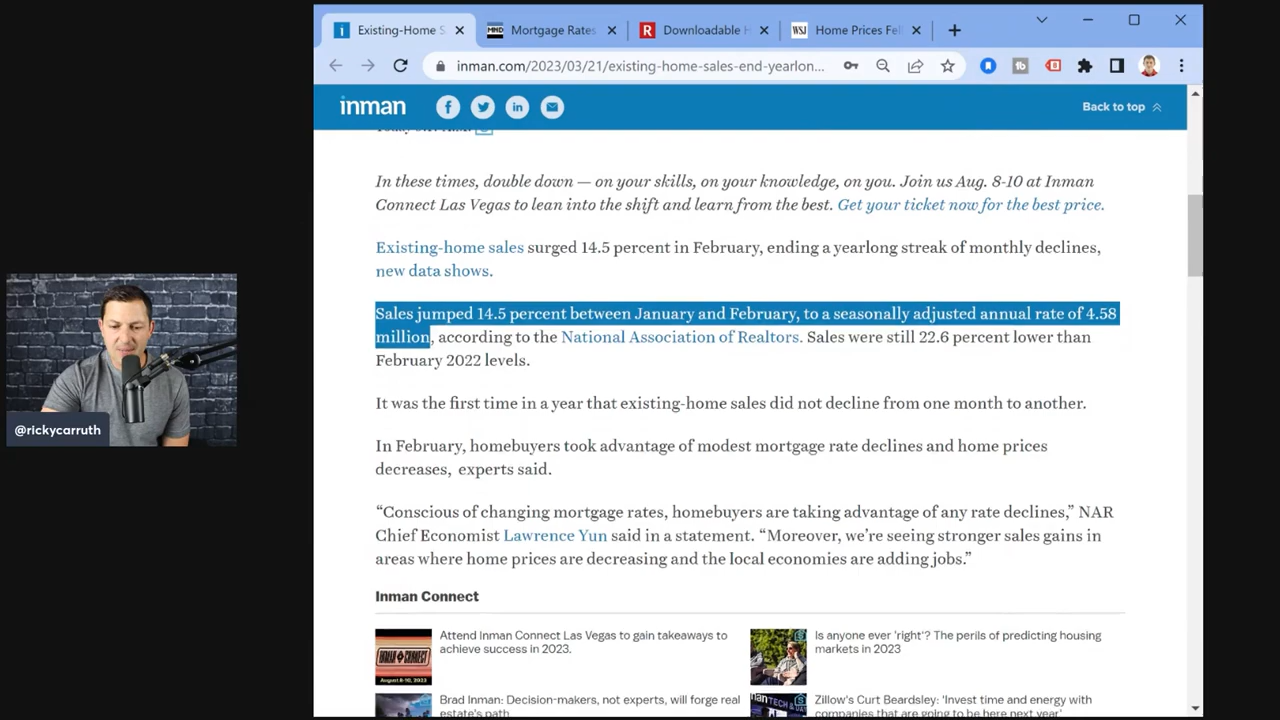 Existing-Home S
Mortgage Rates
Downloadable H
WSJ
Home Prices Fell
inman.com/2023/03/21/existing-home-sales-end-yearlon...
inman
Back to top
In these times, double down — on your skills, on your knowledge, on you. Join us Aug. 8-10 at Inman
Connect Las Vegas to lean into the shift and learn from the best. Get your ticket now for the best price.
Existing-home sales surged 14.5 percent in February, ending a yearlong streak of monthly declines,
new data shows.
Sales jumped 14.5 percent between January and February, to a seasonally adjusted annual rate of 4.58
million, according to the National Association of Realtors. Sales were still 22.6 percent lower than
February 2022 levels.
It was the first time in a year that existing-home sales did not decline from one month to another.
In February, homebuyers took advantage of modest mortgage rate declines and home prices
decreases, experts said.
“Conscious of changing mortgage rates, homebuyers are taking advantage of any rate declines,” NAR
Chief Economist Lawrence Yun said in a statement. “Moreover, we’re seeing stronger sales gains in
areas where home prices are decreasing and the local economies are adding jobs.”
@rickycarruth
Inman Connect
Attend Inman Connect Las Vegas to gain takeaways to
achieve success in 2023.
Is anyone ever 'right'? The perils of predicting housing
markets in 2023
Brad Inman: Decision-makers, not experts, will forge real
estate's path
Zillow's Curt Beardsley: 'Invest time and energy with
companies that are going to be here next year'